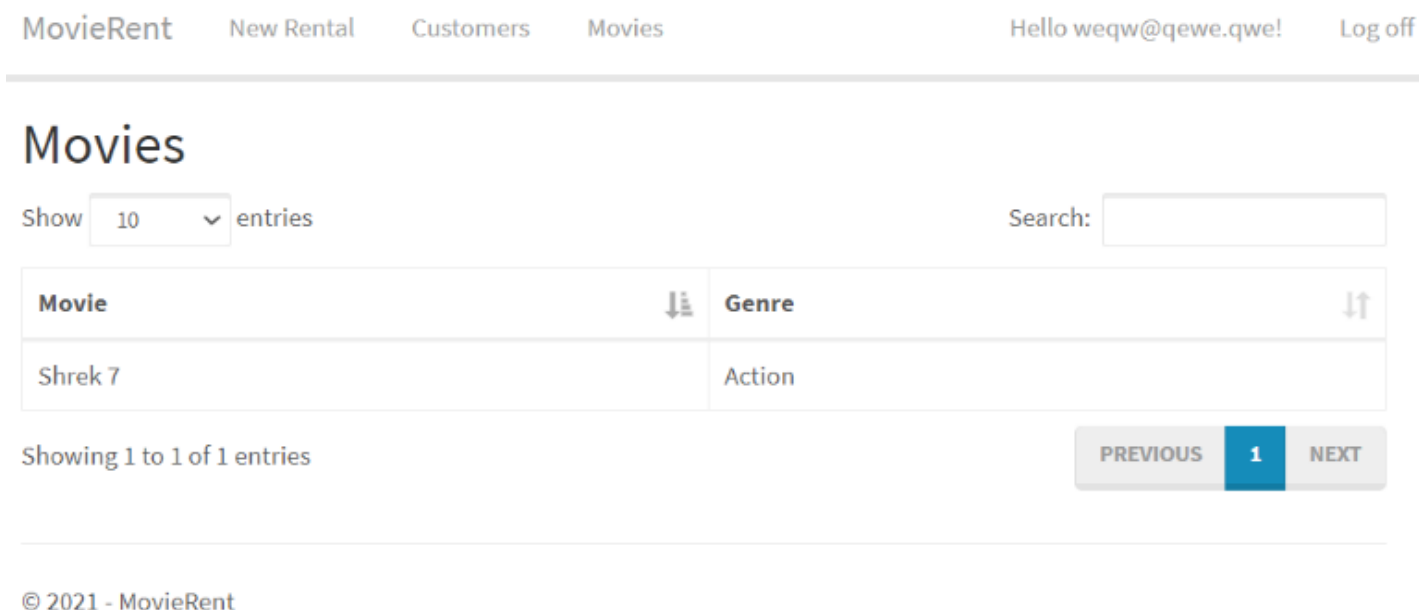 MovieRent New Rental Customers Movies Hello weqw@qewe.qwe! Log off
Movies
Show 10 entries Search:
Movie Genre
Shrek 7 Action
Showing 1 to 1 of 1 entries PREVIOUS 1 NEXT
© 2021 - MovieRent